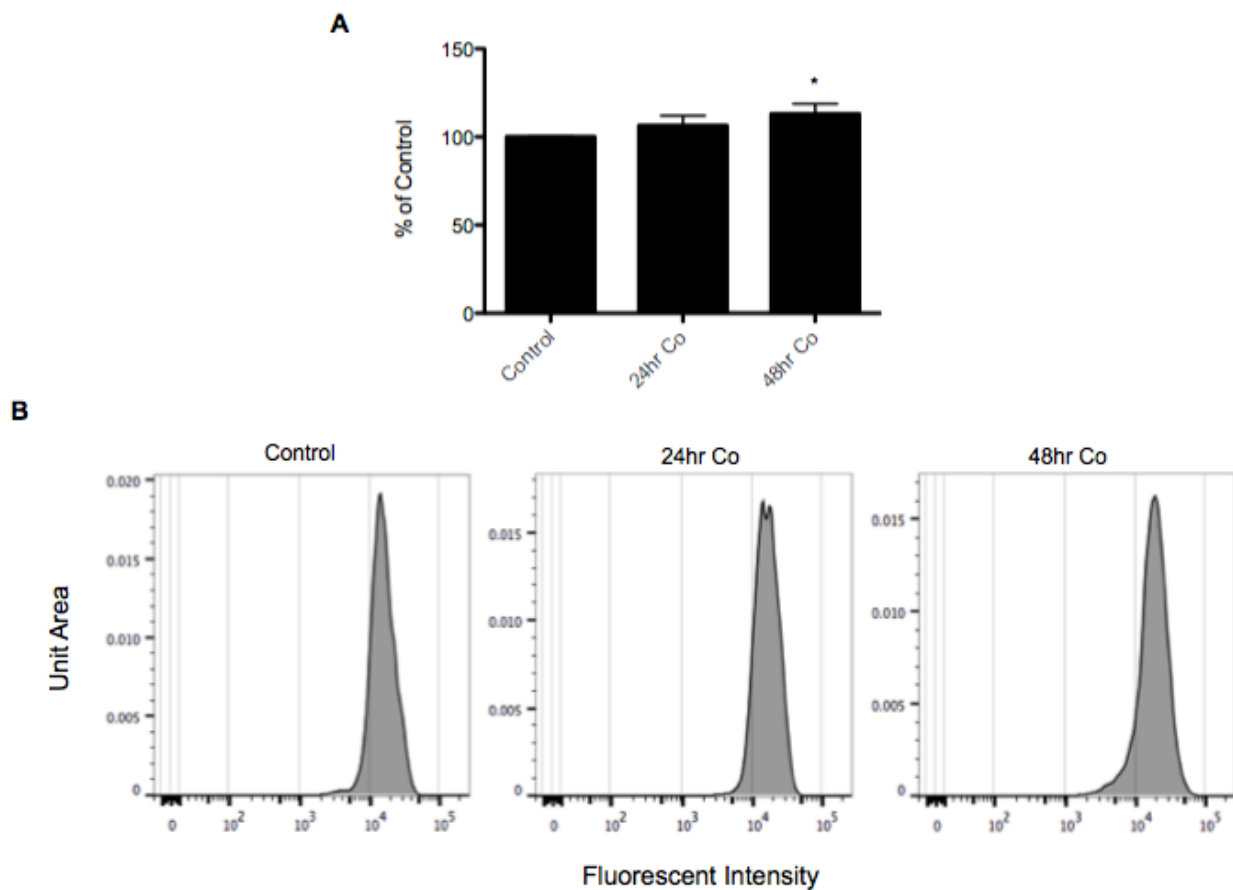 A
150
*
100
50
0
% of Control
Control
24hr Co
48hr Co
B
Control
24hr Co
48hr Co
0.020
0.015
0.010
0.005
0
0.015
0.010
0.005
0
0.015
0.010
0.005
0
Unit Area
0 10² 10³ 10⁴ 10⁵
0 10² 10³ 10⁴ 10⁵
0 10² 10³ 10⁴ 10⁵
Fluorescent Intensity